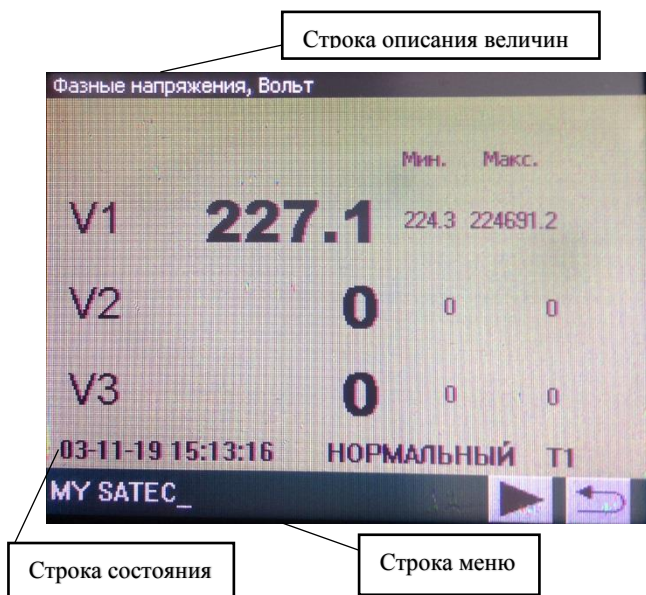 Строка описания величин
Фазные напряжения, Вольт
Мин. Макс.
V1 227.1 224.3 224691.2
V2 0 0 0
V3 0 0 0
03-11-19 15:13:16 НОРМАЛЬНЫЙ T1
MY SATEC_
Строка состояния
Строка меню